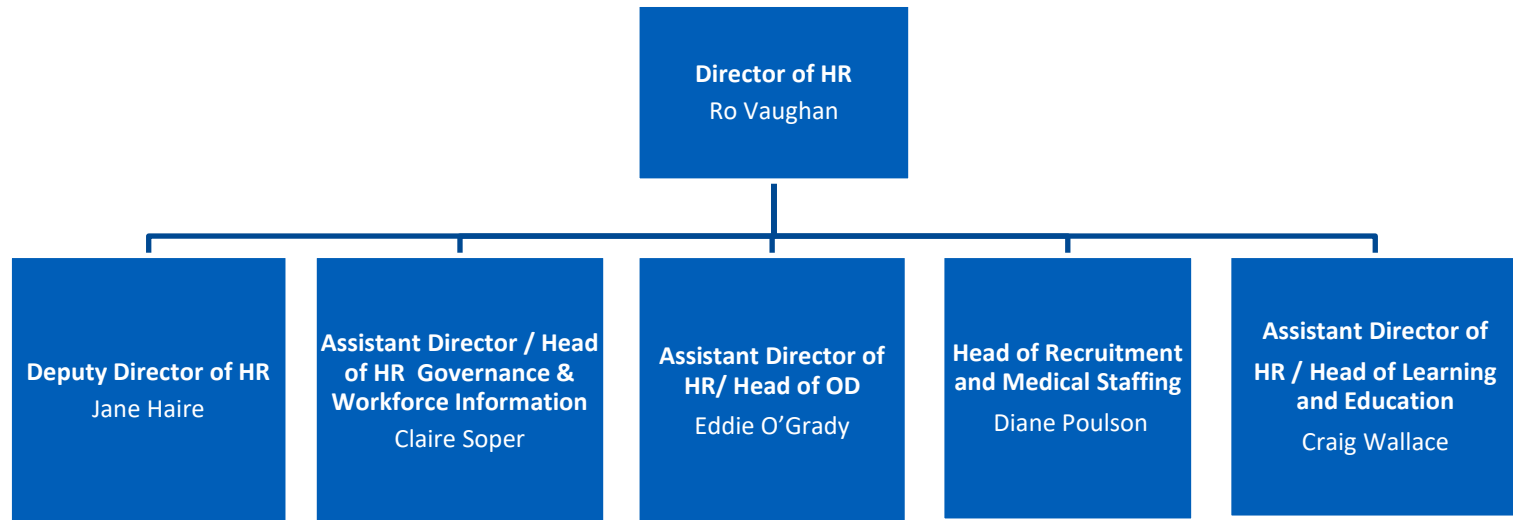 Director of HR
Ro Vaughan
Deputy Director of HR
Jane Haire
Assistant Director / Head
of HR  Governance &
Workforce Information
Claire Soper
Assistant Director of
HR/ Head of OD
Eddie O’Grady
Head of Recruitment
and Medical Staffing
Diane Poulson
Assistant Director of
HR / Head of Learning
and Education
Craig Wallace